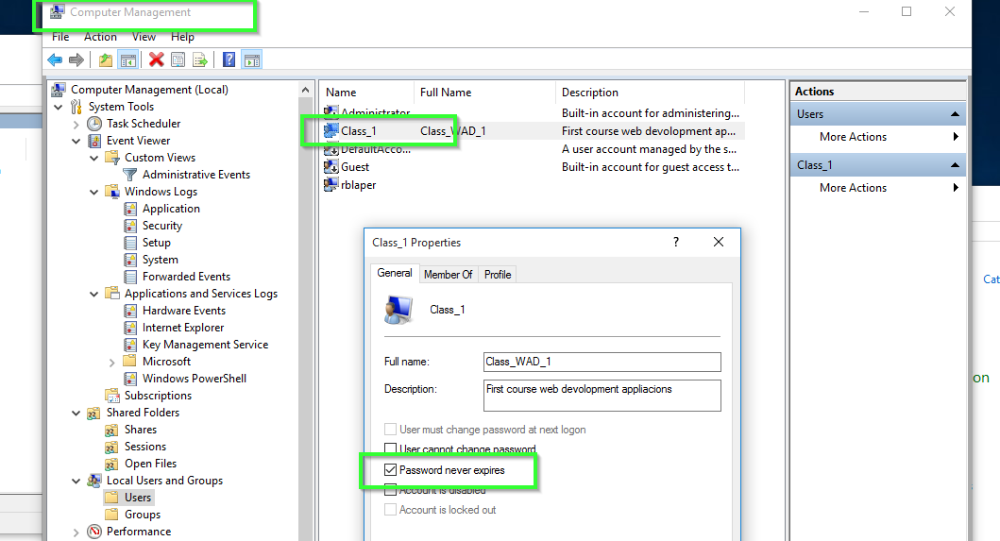 Computer Management
File Action View Help
Computer Management (Local)
System Tools
Task Scheduler
Event Viewer
Custom Views
Administrative Events
Windows Logs
Application
Security
Setup
System
Forwarded Events
Applications and Services Logs
Hardware Events
Internet Explorer
Key Management Service
Microsoft
Windows PowerShell
Subscriptions
Shared Folders
Shares
Sessions
Open Files
Local Users and Groups
Users
Groups
Performance
Name Full Name Description
Administrator Built-in account for administering...
Class_1 Class_WAD_1 First course web devolopment ap...
DefaultAcco... A user account managed by the s...
Guest Built-in account for guest access t...
rblaper
Actions
Users
More Actions
Class_1
More Actions
Class_1 Properties
?
General Member Of Profile
Class_1
Full name: Class_WAD_1
Description: First course web devolopment appliacions
User must change password at next logon
User cannot change password
Password never expires
Account is disabled
Account is locked out
Cat
on